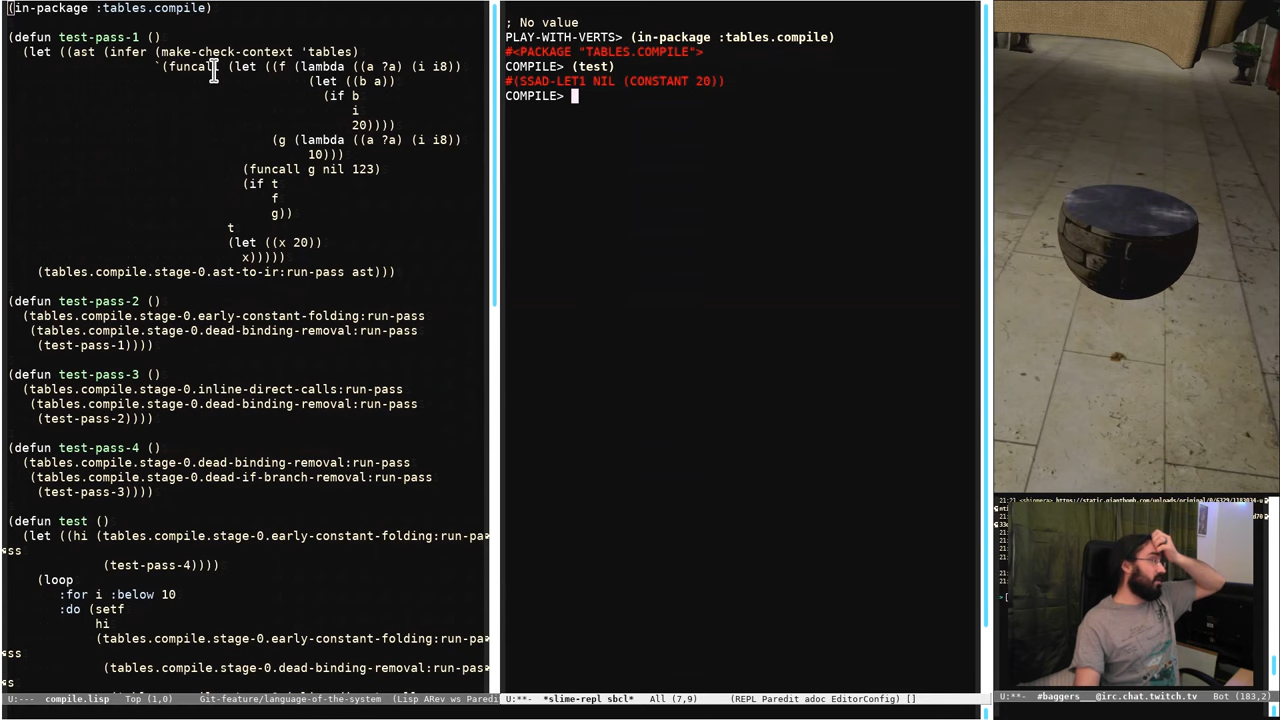 (in-package :tables.compile)
(defun test-pass-1 ()
(let ((ast (infer (make-check-context 'tables)
`(funcall (let ((f (lambda ((a ?a) (i i8))
(let ((b a))
(if b
i
20))))
(g (lambda ((a ?a) (i i8))
10)))
(funcall g nil 123)
(if t
f
g))
t
(let ((x 20))
x)))))
(tables.compile.stage-0.ast-to-ir:run-pass ast)))
(defun test-pass-2 ()
(tables.compile.stage-0.early-constant-folding:run-pass
(tables.compile.stage-0.dead-binding-removal:run-pass
(test-pass-1))))
(defun test-pass-3 ()
(tables.compile.stage-0.inline-direct-calls:run-pass
(tables.compile.stage-0.dead-binding-removal:run-pass
(test-pass-2))))
(defun test-pass-4 ()
(tables.compile.stage-0.dead-binding-removal:run-pass
(tables.compile.stage-0.dead-if-branch-removal:run-pass
(test-pass-3))))
(defun test ()
(let ((hi (tables.compile.stage-0.early-constant-folding:run-pa
ss
(test-pass-4))))
(loop
:for i :below 10
:do (setf
hi
(tables.compile.stage-0.early-constant-folding:run-pa
ss
(tables.compile.stage-0.dead-binding-removal:run-pas
s
U:--- compile.lisp Top (1,0) Git-feature/language-of-the-system (Lisp ARev ws Paredi
; No value
PLAY-WITH-VERTS> (in-package :tables.compile)
#<PACKAGE "TABLES.COMPILE">
COMPILE> (test)
#(SSAD-LET1 NIL (CONSTANT 20))
COMPILE>
U:**- *slime-repl sbcl* All (7,9) (REPL Paredit adoc EditorConfig) []
U:**- #baggers___@irc.chat.twitch.tv Bot (183,2)